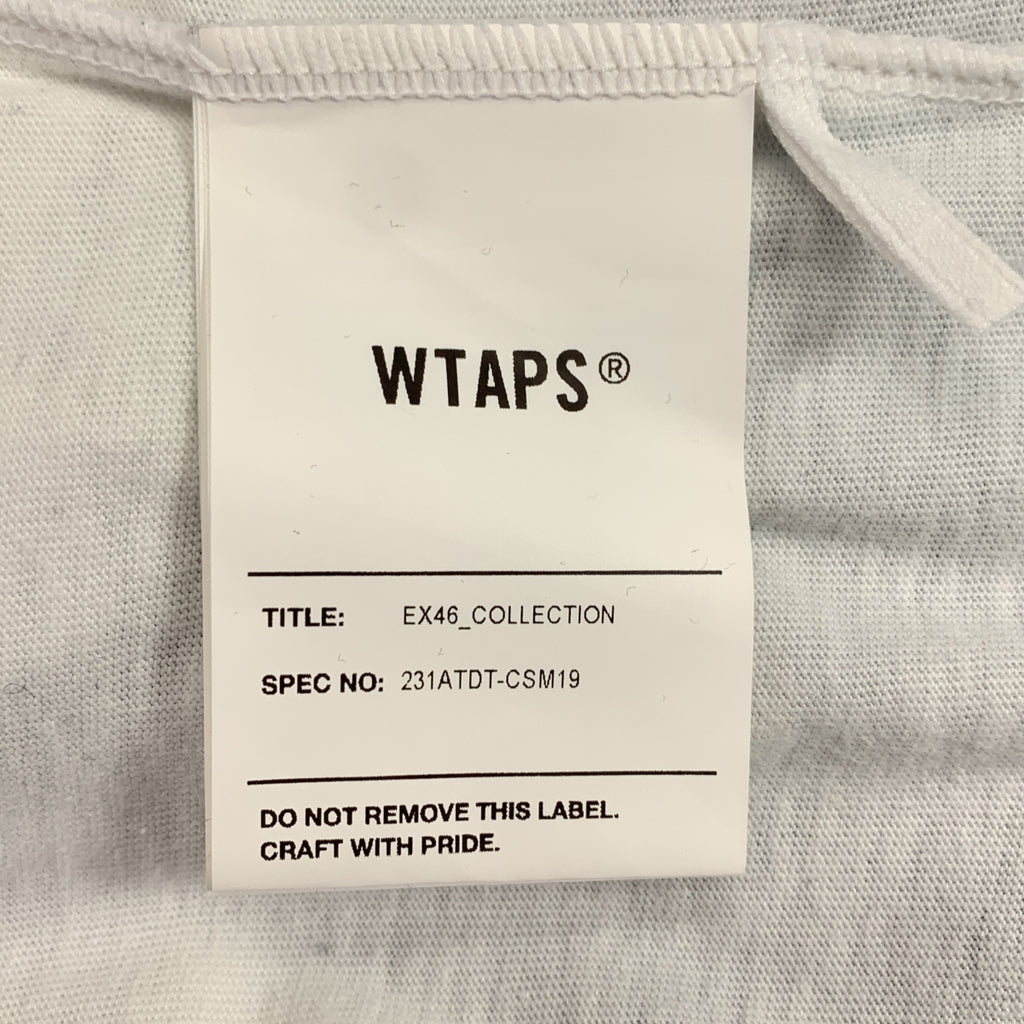 WTAPS®
TITLE: EX46_COLLECTION
SPEC NO: 231ATDT-CSM19
DO NOT REMOVE THIS LABEL.
CRAFT WITH PRIDE.